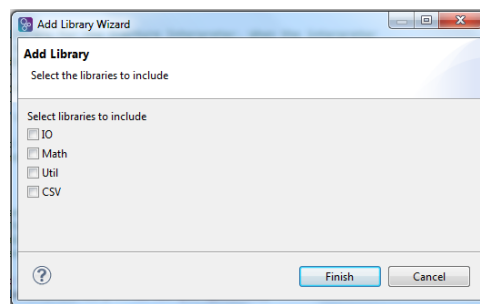 Add Library Wizard
Add Library
Select the libraries to include
Select libraries to include
IO
Math
Util
CSV
Finish Cancel